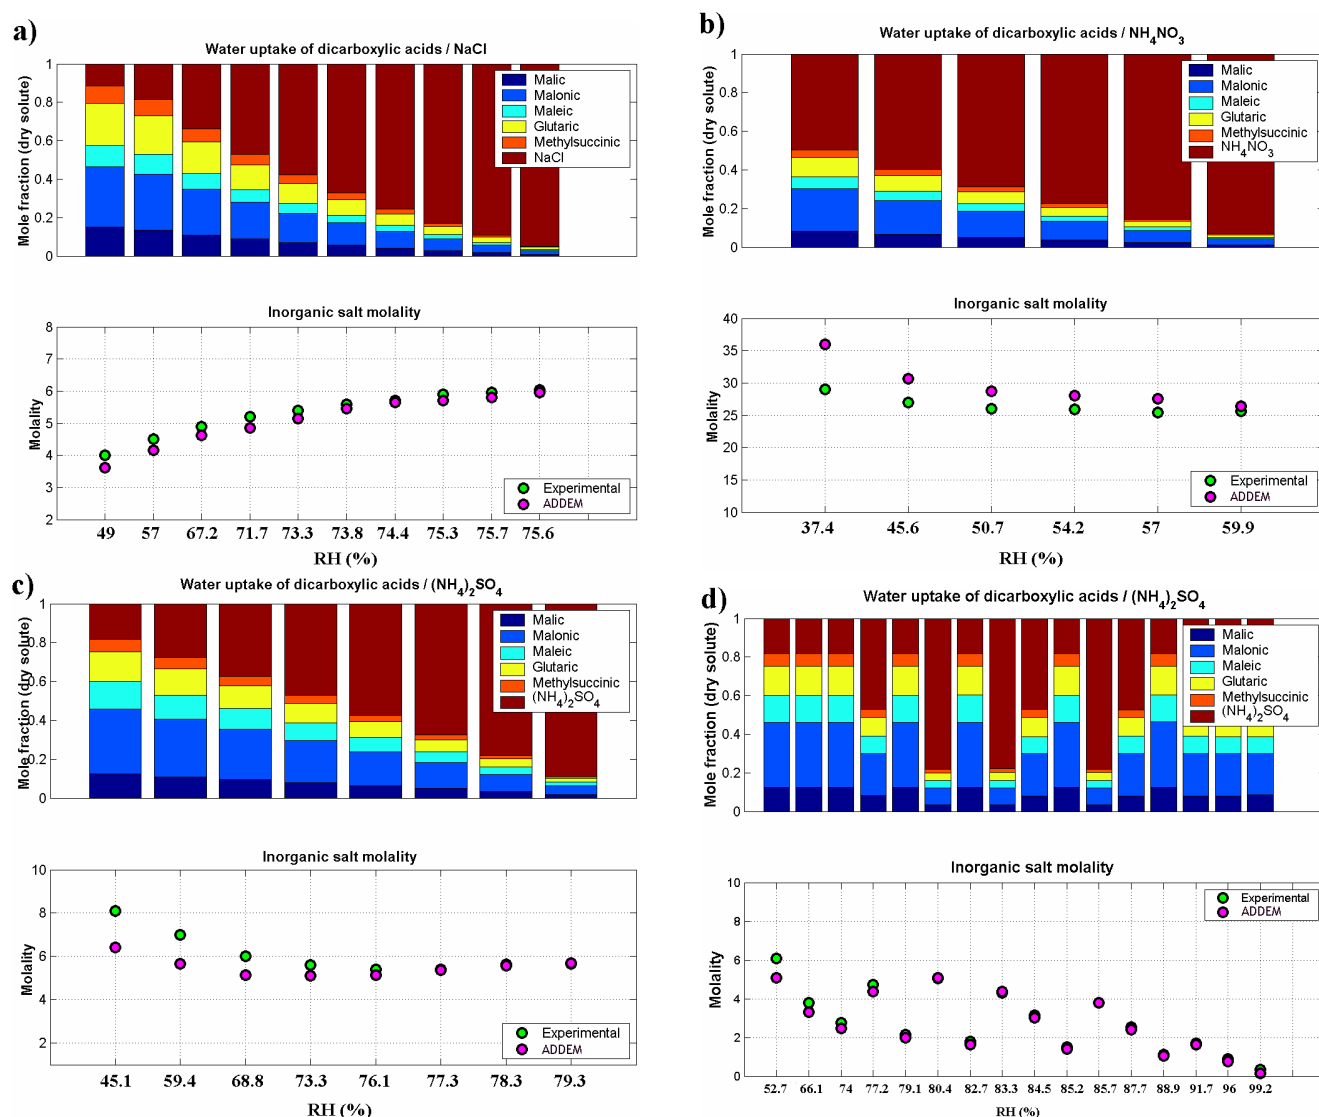 a)
Water uptake of dicarboxylic acids / NaCl
Mole fraction (dry solute)
1
0.8
0.6
0.4
0.2
0
Malic
Malonic
Maleic
Glutaric
Methylsuccinic
NaCl
Inorganic salt molality
Molality
8
7
6
5
4
3
2
Experimental
ADDEM
49 57 67.2 71.7 73.3 73.8 74.4 75.3 75.7 75.6
RH (%)
b)
Water uptake of dicarboxylic acids / NH4NO3
Mole fraction (dry solute)
1
0.8
0.6
0.4
0.2
0
Malic
Malonic
Maleic
Glutaric
Methylsuccinic
NH4NO3
Inorganic salt molality
Molality
40
35
30
25
20
15
10
Experimental
ADDEM
37.4 45.6 50.7 54.2 57 59.9
RH (%)
c)
Water uptake of dicarboxylic acids / (NH4)2SO4
Mole fraction (dry solute)
1
0.8
0.6
0.4
0.2
0
Malic
Malonic
Maleic
Glutaric
Methylsuccinic
(NH4)2SO4
Inorganic salt molality
Molality
10
8
6
4
2
Experimental
ADDEM
45.1 59.4 68.8 73.3 76.1 77.3 78.3 79.3
RH (%)
d)
Water uptake of dicarboxylic acids / (NH4)2SO4
Mole fraction (dry solute)
1
0.8
0.6
0.4
0.2
0
Malic
Malonic
Maleic
Glutaric
Methylsuccinic
(NH4)2SO4
Inorganic salt molality
Molality
10
8
6
4
2
0
Experimental
ADDEM
52.7 66.1 74 77.2 79.1 80.4 82.7 83.3 84.5 85.2 85.7 87.7 88.9 91.7 96 99.2
RH (%)